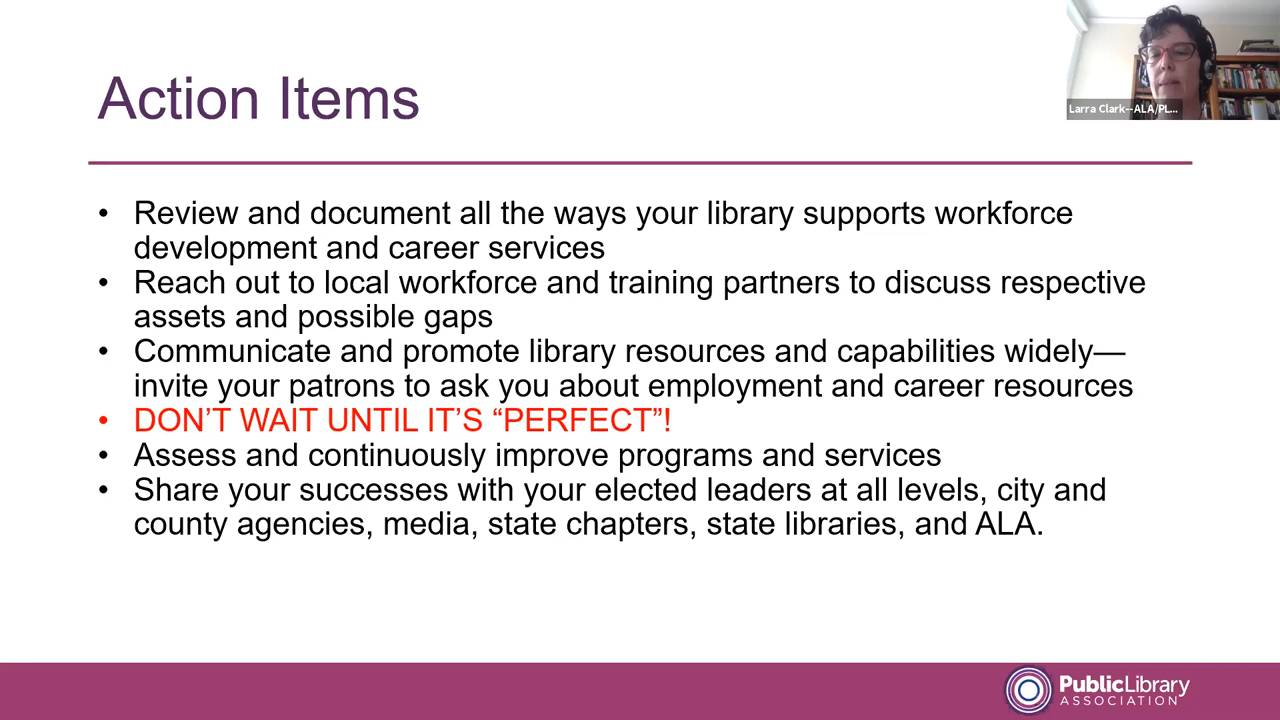 Action Items
Larra Clark--ALA/PL...
• Review and document all the ways your library supports workforce
development and career services
• Reach out to local workforce and training partners to discuss respective
assets and possible gaps
• Communicate and promote library resources and capabilities widely—
invite your patrons to ask you about employment and career resources
• DON’T WAIT UNTIL IT’S “PERFECT”!
• Assess and continuously improve programs and services
• Share your successes with your elected leaders at all levels, city and
county agencies, media, state chapters, state libraries, and ALA.
PublicLibrary
ASSOCIATION